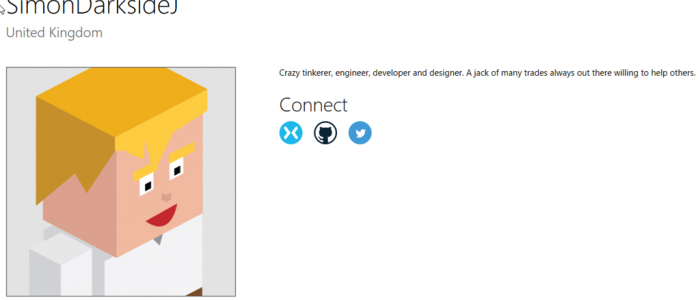 SimonDarksideJ
United Kingdom
Crazy tinkerer, engineer, developer and designer. A jack of many trades always out there willing to help others.
Connect